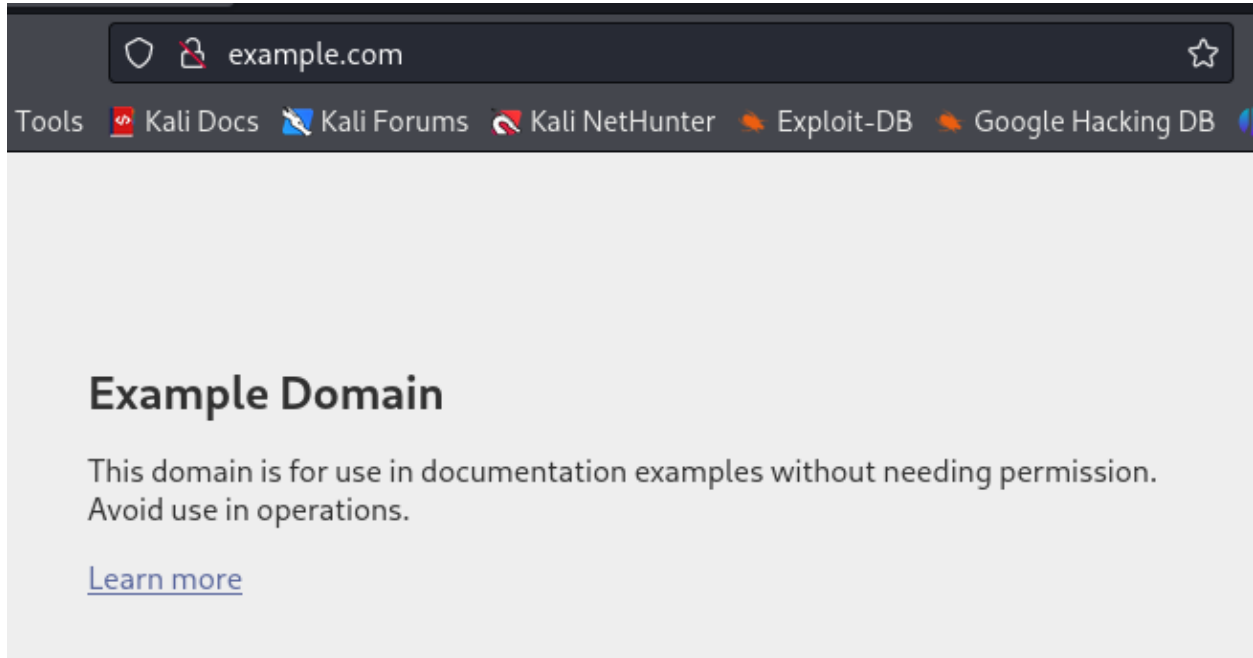 example.com
Tools Kali Docs Kali Forums Kali NetHunter Exploit-DB Google Hacking DB
Example Domain
This domain is for use in documentation examples without needing permission.
Avoid use in operations.
Learn more